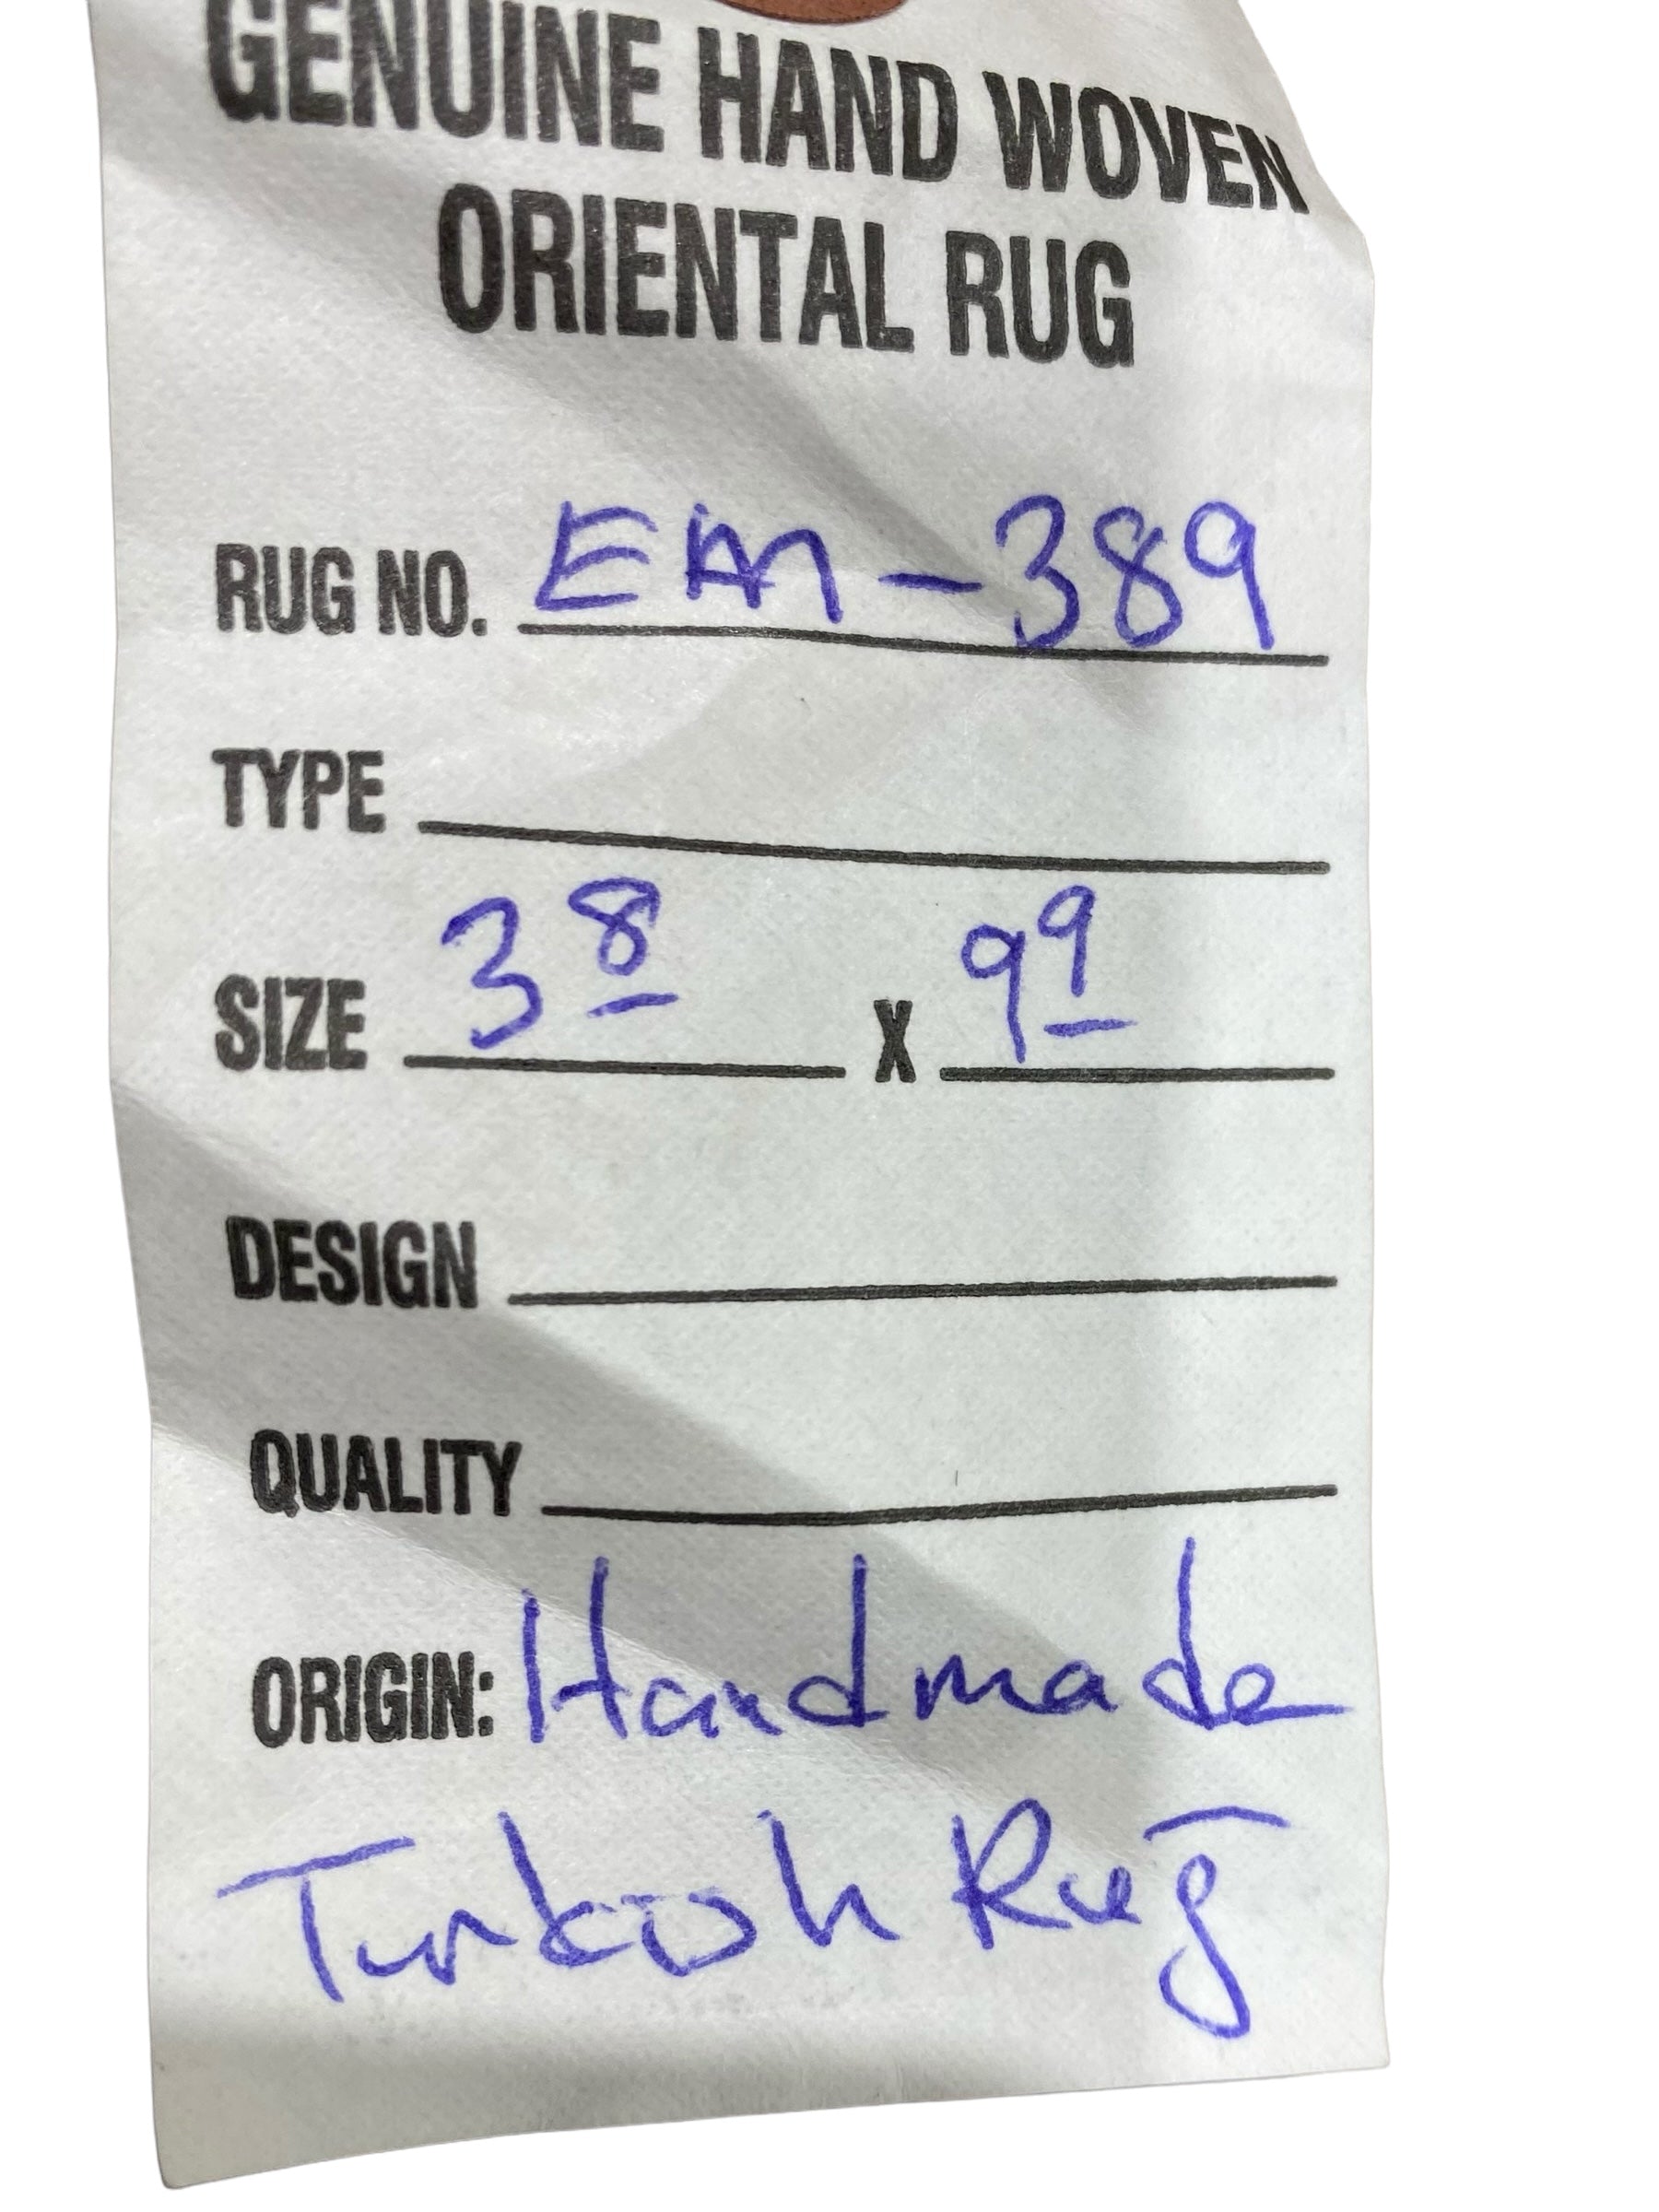 GENUINE HAND WOVEN
ORIENTAL RUG
RUG NO. EM-389
TYPE
SIZE 3 8 X 9 9
DESIGN
QUALITY
ORIGIN: Handmade
Turkish Rug